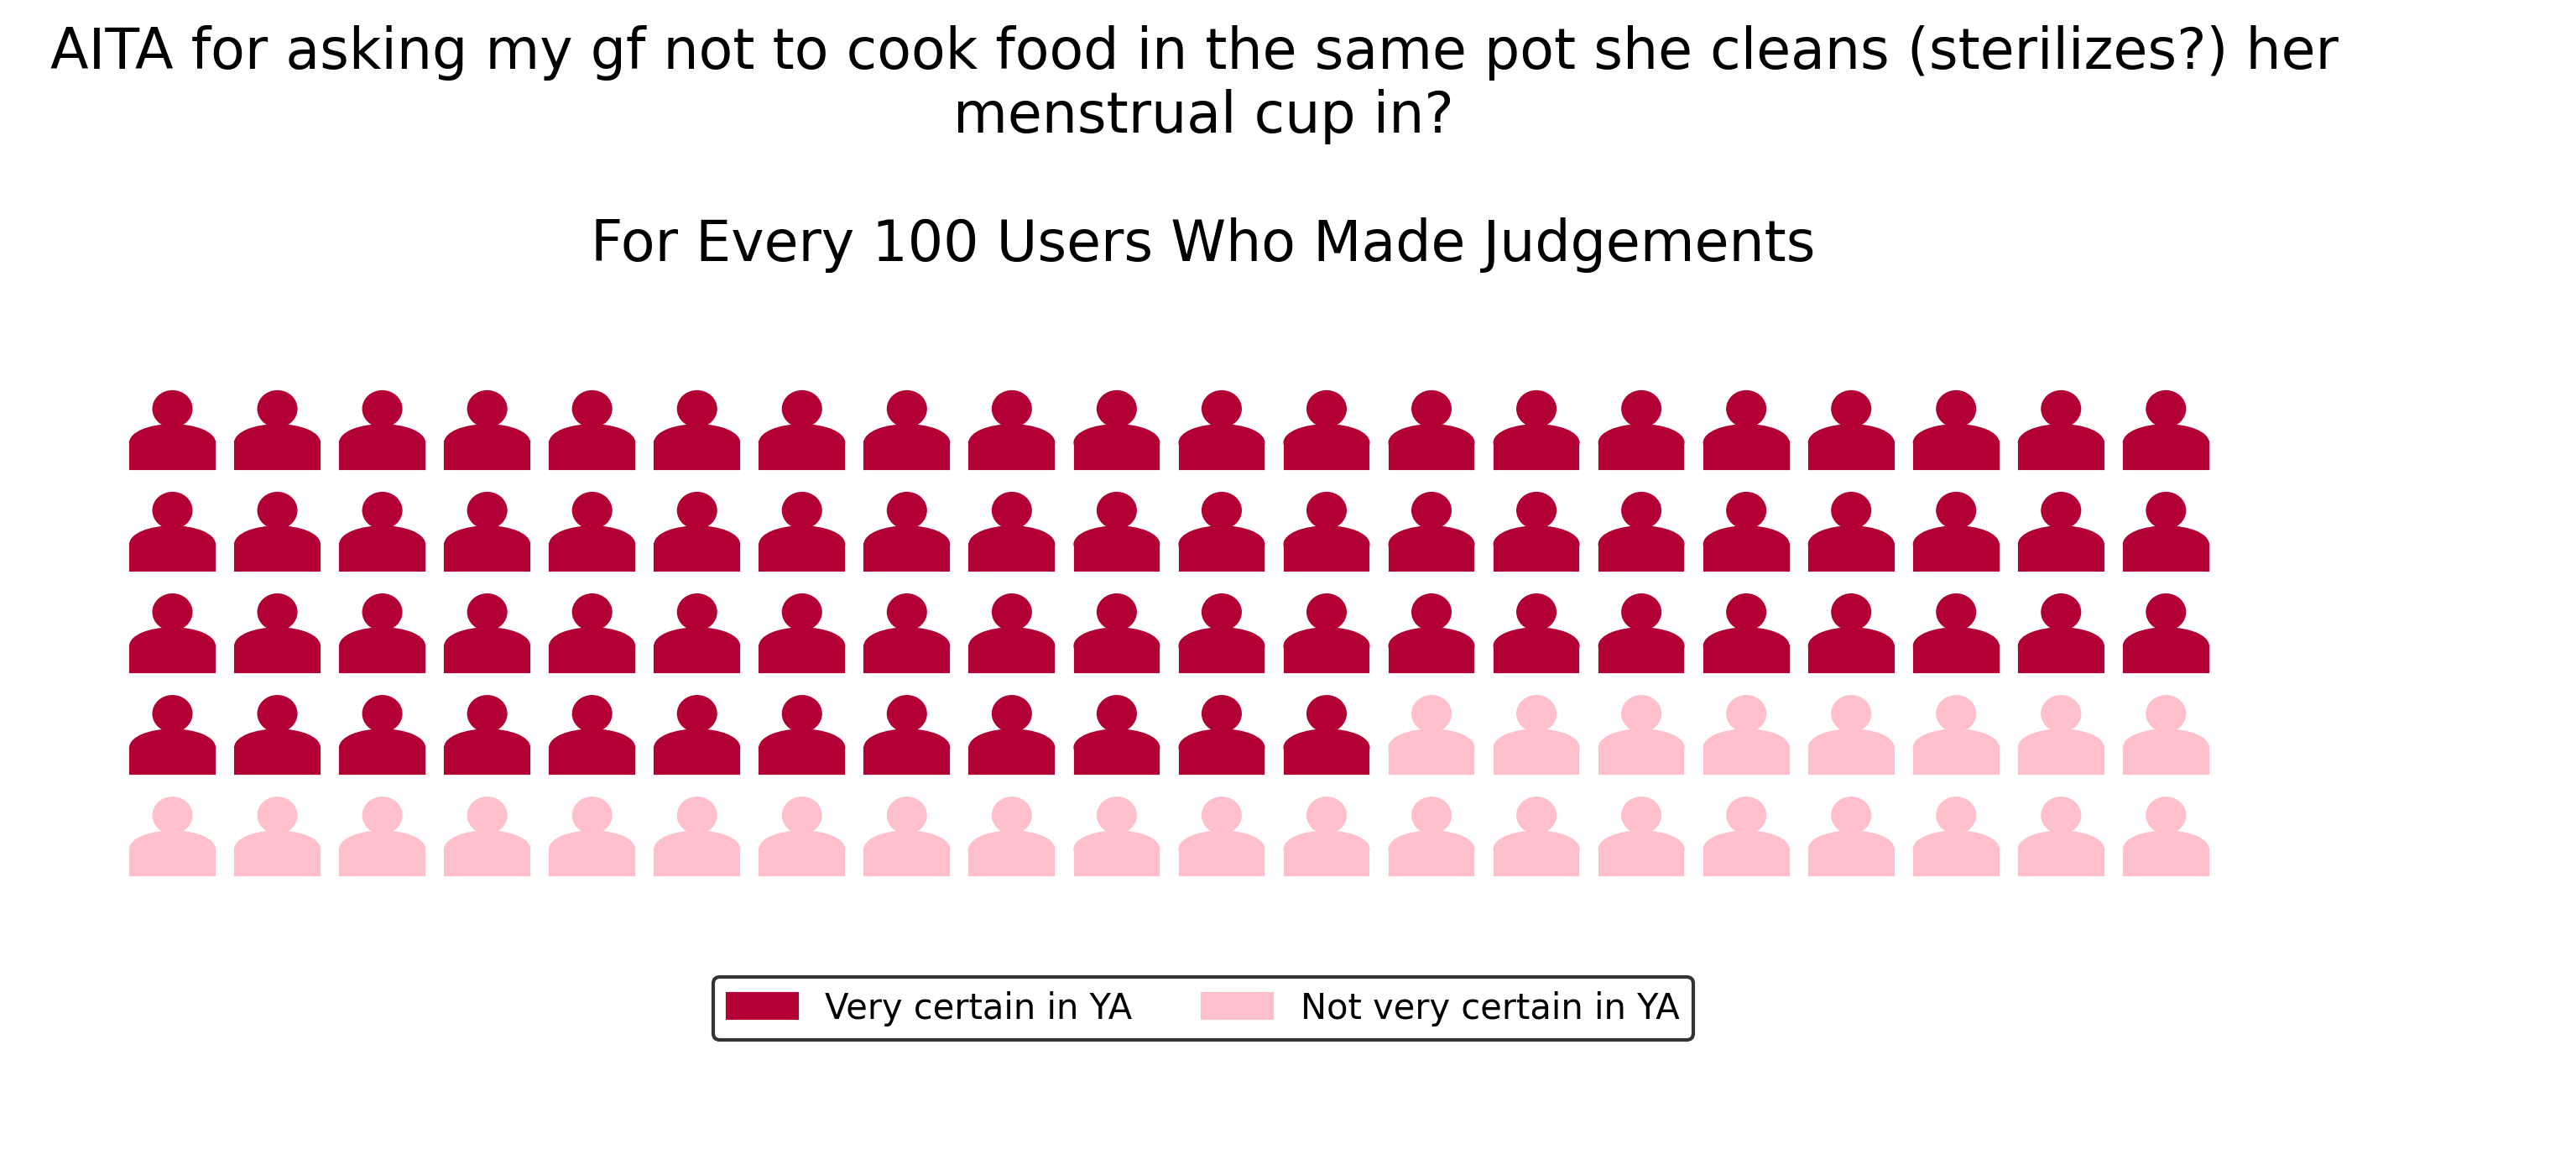 AITA for asking my gf not to cook food in the same pot she cleans (sterilizes?) her
menstrual cup in?
For Every 100 Users Who Made Judgements
Very certain in YA
Not very certain in YA